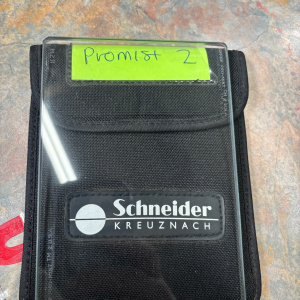 Promist 2
Schneider
KREUZNACH